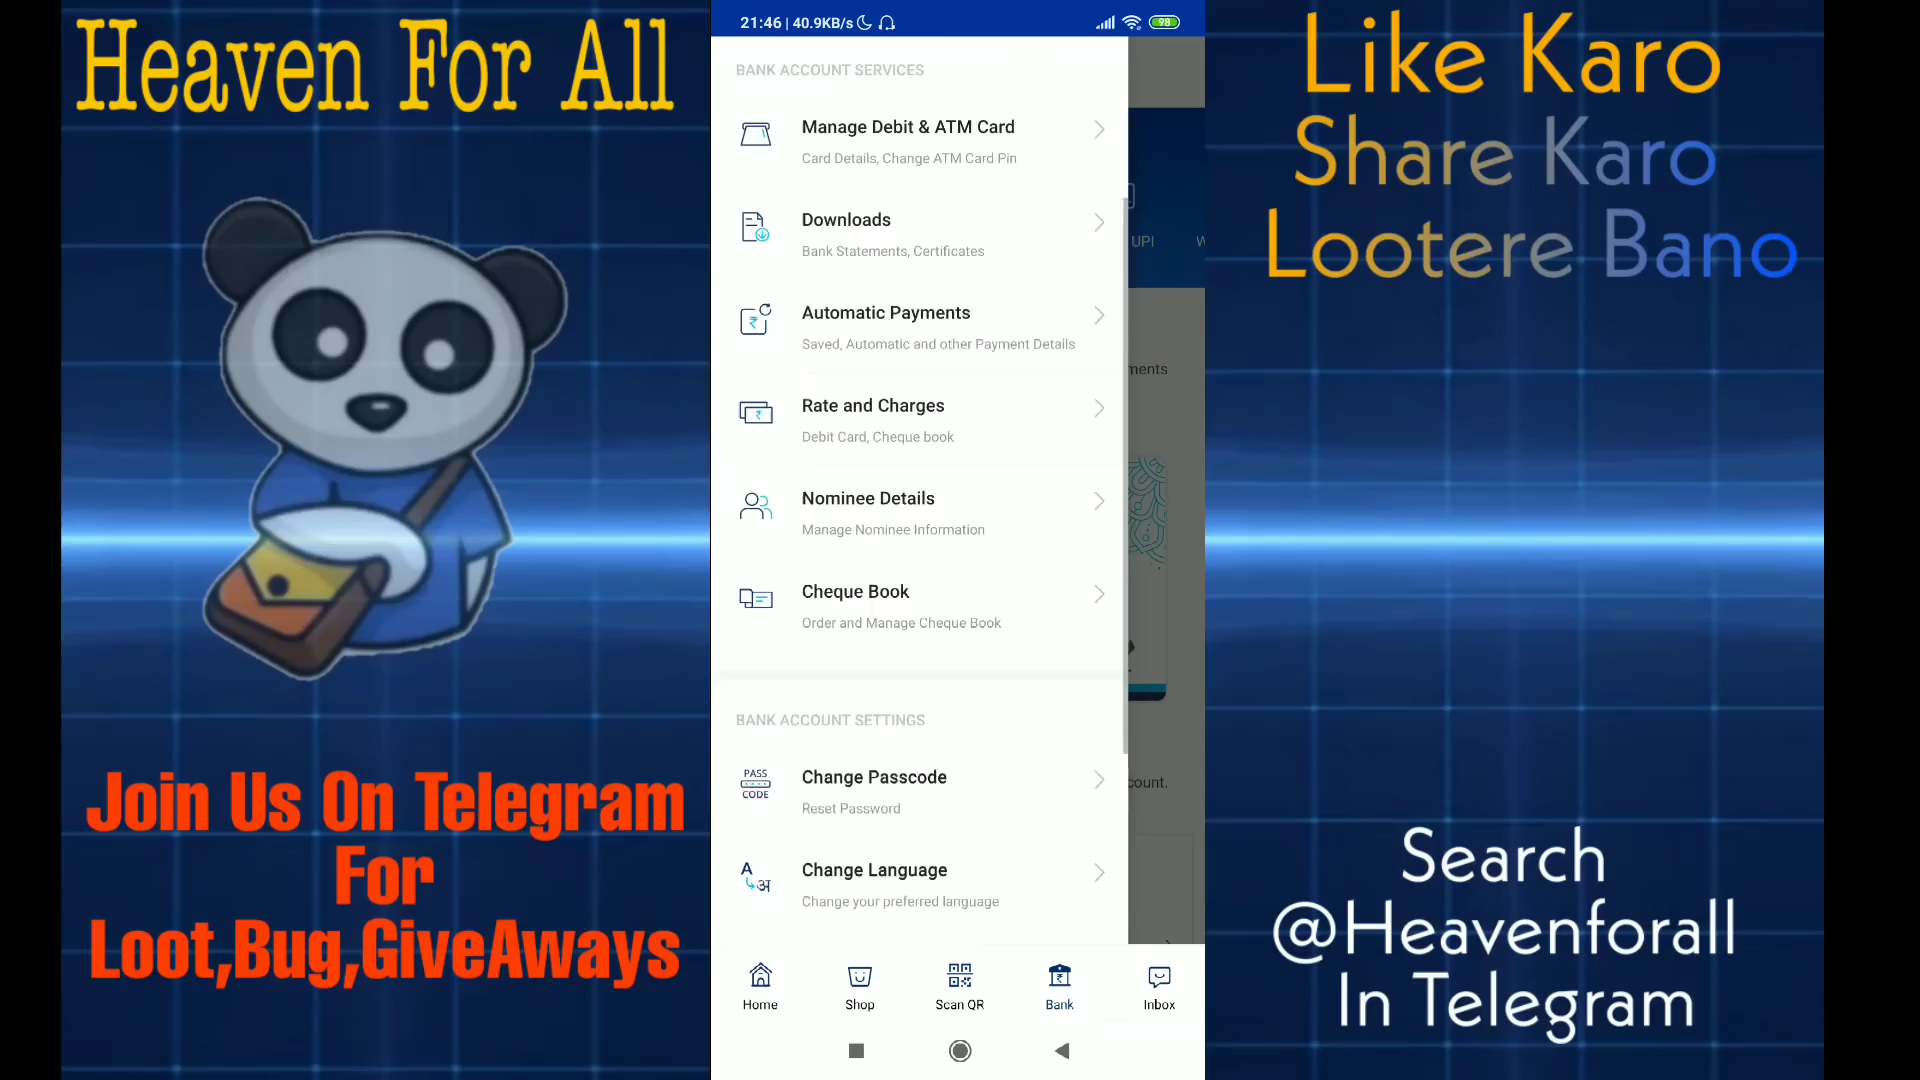 Heaven For All
Join Us On Telegram
For
Loot,Bug,GiveAways
21:46 | 40.9KB/s
98
BANK ACCOUNT SERVICES
Manage Debit & ATM Card
Card Details, Change ATM Card Pin
Downloads
Bank Statements, Certificates
Automatic Payments
Saved, Automatic and other Payment Details
Rate and Charges
Debit Card, Cheque book
Nominee Details
Manage Nominee Information
Cheque Book
Order and Manage Cheque Book
BANK ACCOUNT SETTINGS
PASS
CODE
Change Passcode
Reset Password
A
अ
Change Language
Change your preferred language
UPI
W
ments
count.
Home
Shop
Scan QR
Bank
Inbox
Like Karo
Share Karo
Lootere Bano
Search
@Heavenforall
In Telegram